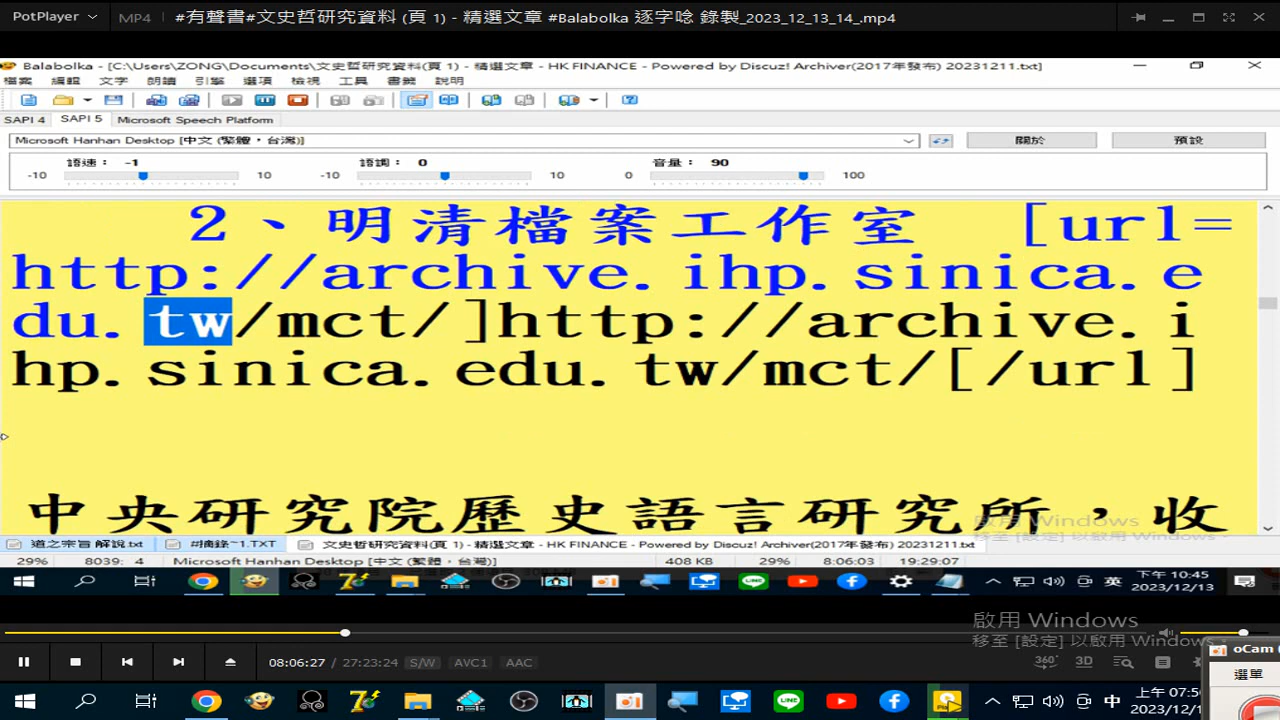 PotPlayer
MP4
#有聲書#文史哲研究資料 (頁 1) - 精選文章 #Balabolka 逐字唸 錄製_2023_12_13_14_.mp4
Balabolka - [C:\Users\ZONG\Documents\文史哲研究資料(頁 1) - 精選文章 - HK FINANCE - Powered by Discuz! Archiver(2017年發布) 20231211.txt]
檔案 編輯 文字 朗讀 引擎 選項 檢視 工具 書籤 說明
SAPI 4 SAPI 5 Microsoft Speech Platform
Microsoft Hanhan Desktop [中文 (繁體，台灣)] 關於 預設
語速： -1 語調： 0 音量： 90
-10 10 -10 10 0 100
2、明清檔案工作室 [url=
http://archive.ihp.sinica.e
du.tw/mct/]http://archive.i
hp.sinica.edu.tw/mct/[/url]
中央研究院歷史語言研究所，收
啟用 Windows
移至 [設定] 以啟用 Windows。
道之宗旨 解說.txt #摘錄~1.TXT 文史哲研究資料(頁 1) - 精選文章 - HK FINANCE - Powered by Discuz! Archiver(2017年發布) 20231211.txt
29% 8039: 4 Microsoft Hanhan Desktop [中文 (繁體，台灣)] 408 KB 29% 8:06:03 19:29:07
英 下午 10:45
2023/12/13
啟用 Windows
移至 [設定] 以啟用 Windows。
oCam (
08:06:27 / 27:23:24 S/W AVC1 AAC 360° 3D
選單
中 上午 07:5
2023/12/1